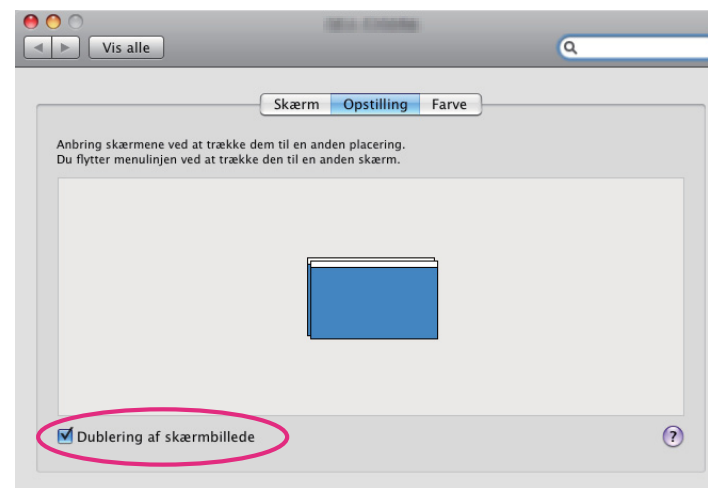 Vis alle
Skærm Opstilling Farve
Anbring skærmene ved at trække dem til en anden placering.
Du flytter menulinjen ved at trække den til en anden skærm.
Dublering af skærmbillede
?